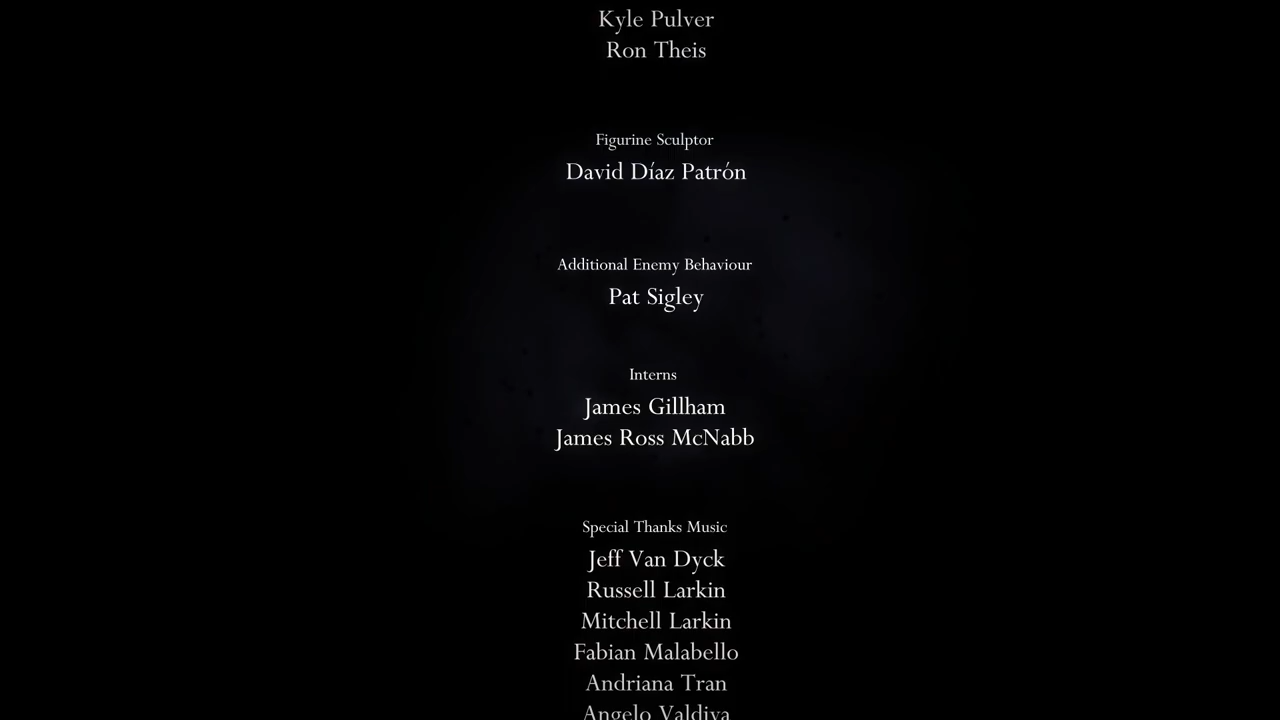 Kyle Pulver
Ron Theis
Figurine Sculptor
David Díaz Patrón
Additional Enemy Behaviour
Pat Sigley
Interns
James Gillham
James Ross McNabb
Special Thanks Music
Jeff Van Dyck
Russell Larkin
Mitchell Larkin
Fabian Malabello
Andriana Tran
Angelo Valdiva